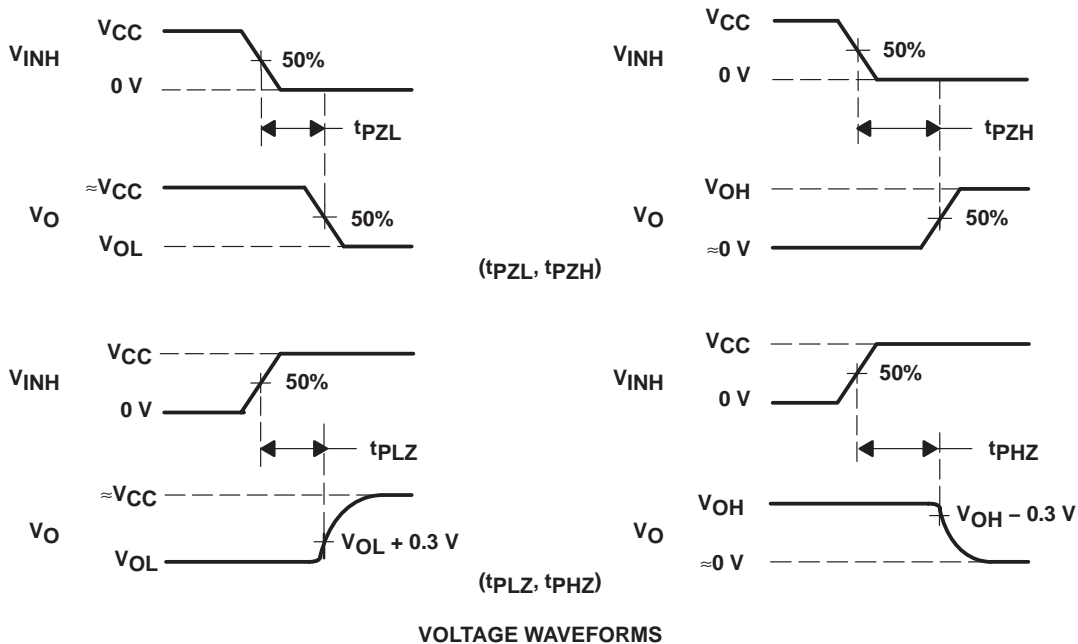 VCC
VINH
50%
0 V
tPZL
≈VCC
VO
50%
VOL
VCC
VINH
50%
0 V
tPZH
VOH
VO
50%
≈0 V
(tPZL, tPZH)
VCC
VINH
50%
0 V
tPLZ
≈VCC
VO
VOL + 0.3 V
VOL
VCC
VINH
50%
0 V
tPHZ
VOH
VOH – 0.3 V
VO
≈0 V
(tPLZ, tPHZ)
VOLTAGE WAVEFORMS